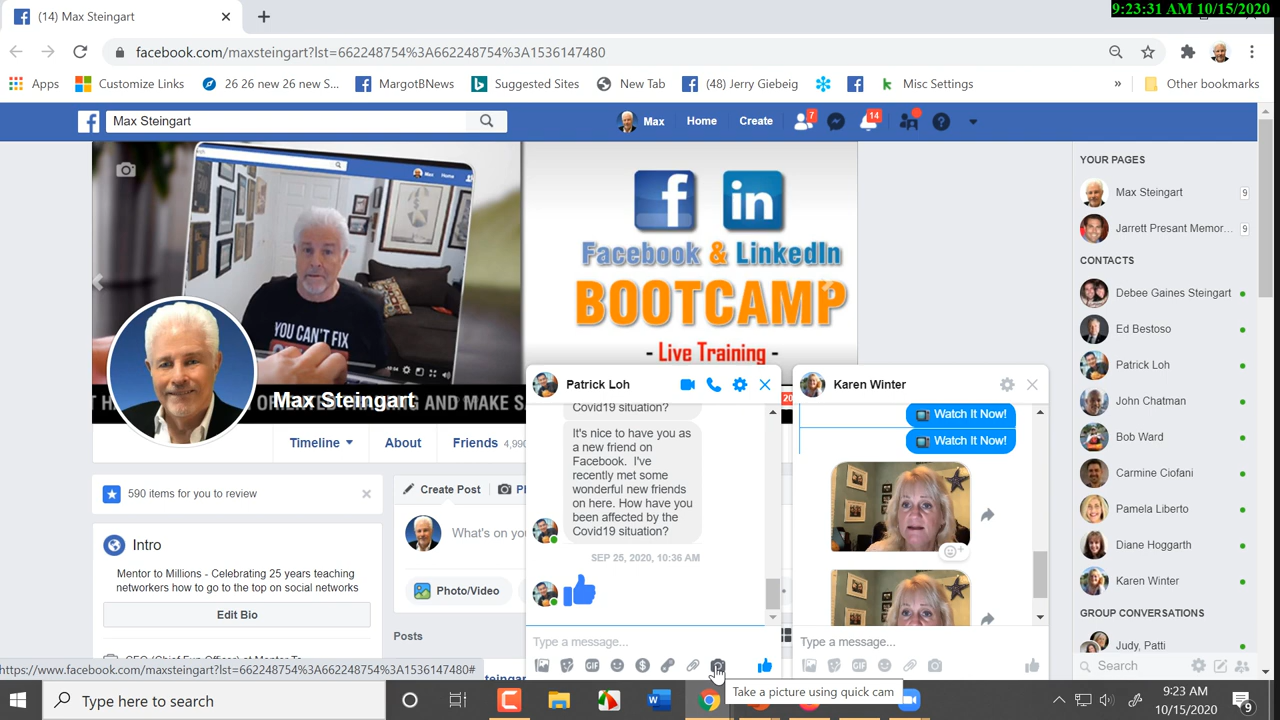 9:23:31 AM 10/15/2020
(14) Max Steingart
facebook.com/maxsteingart?lst=662248754%3A662248754%3A1536147480
Apps
Customize Links
26 26 new 26 new S...
MargotBNews
Suggested Sites
New Tab
(48) Jerry Giebeig
Misc Settings
»
Other bookmarks
Max Steingart
Max
Home
Create
7
14
YOUR PAGES
Max Steingart
9
Jarrett Presant Memor...
9
CONTACTS
Debee Gaines Steingart
Ed Bestoso
Patrick Loh
John Chatman
Bob Ward
Carmine Ciofani
Pamela Liberto
Diane Hoggarth
Karen Winter
GROUP CONVERSATIONS
Judy, Patti
Search
YOU CAN'T FIX
Facebook & LinkedIn
BOOTCAMP
- Live Training -
Max Steingart
Timeline
About
Friends 4,990
590 items for you to review
Intro
Mentor to Millions - Celebrating 25 years teaching
networkers how to go to the top on social networks
Edit Bio
Create Post
What's on you
Photo/Video
Posts
Patrick Loh
Covid19 situation?
It's nice to have you as
a new friend on
Facebook. I've
recently met some
wonderful new friends
on here. How have you
been affected by the
Covid19 situation?
SEP 25, 2020, 10:36 AM
Type a message...
GIF
Karen Winter
Watch It Now!
Watch It Now!
Type a message...
GIF
Take a picture using quick cam
https://www.facebook.com/maxsteingart?lst=662248754%3A662248754%3A1536147480#
Type here to search
9:23 AM
10/15/2020
9